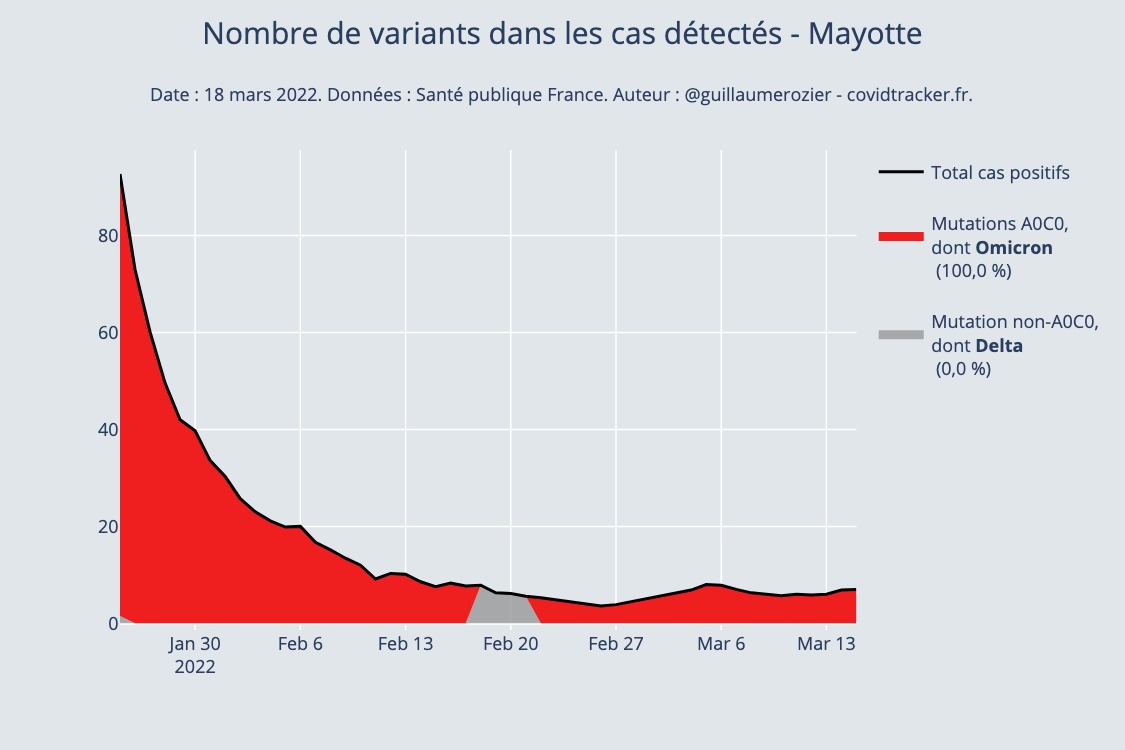 Nombre de variants dans les cas détectés - Mayotte
Date : 18 mars 2022. Données : Santé publique France. Auteur : @guillaumerozier - covidtracker.fr.
Total cas positifs
Mutations A0C0,
dont Omicron
(100,0 %)
Mutation non-A0C0,
dont Delta
(0,0 %)
80
60
40
20
0
Jan 30
2022
Feb 6
Feb 13
Feb 20
Feb 27
Mar 6
Mar 13